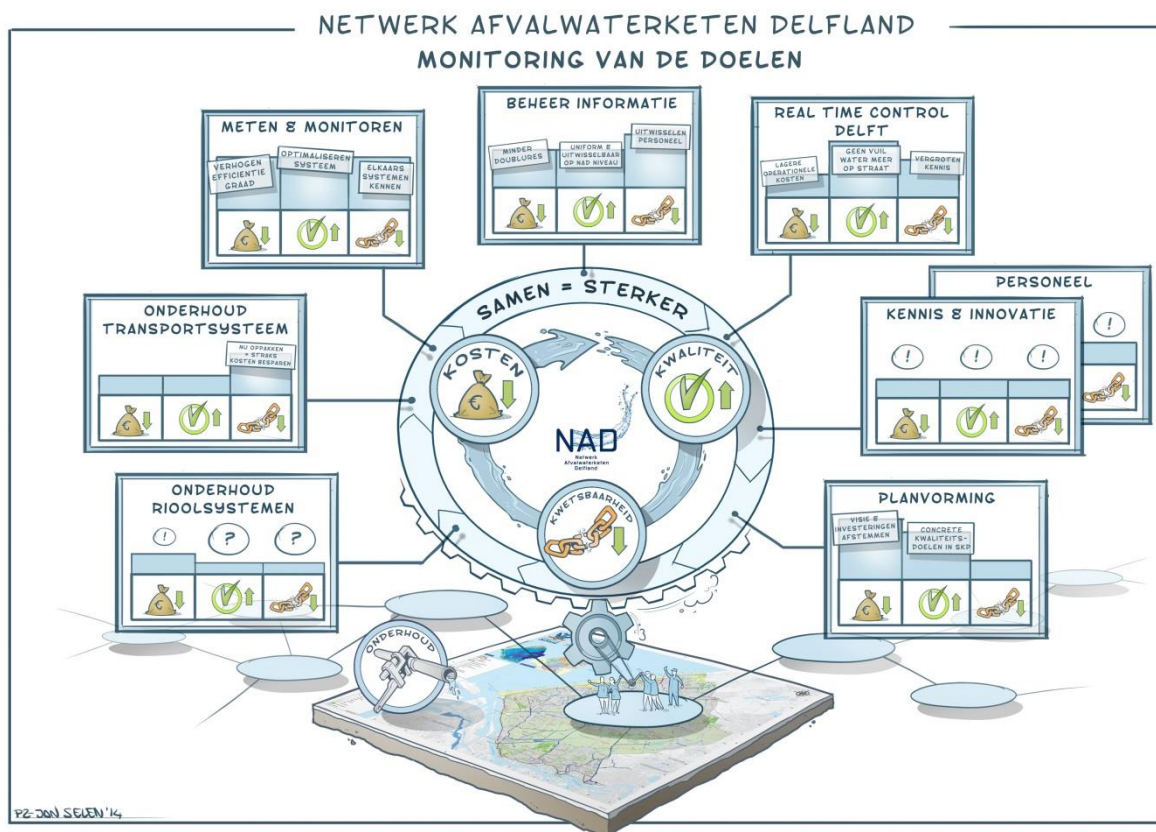 NETWERK AFVALWATERKETEN DELFLAND
MONITORING VAN DE DOELEN
METEN & MONITOREN
VERHOGEN
EFFICIENTIE
GRAAD
OPTIMALISEREN
SYSTEEM
ELKAARS
SYSTEMEN
KENNEN
€
BEHEER INFORMATIE
MINDER
DOUBLURES
UNIFORM &
UITWISSELBAAR
OP NAD NIVEAU
UITWISSELEN
PERSONEEL
€
REAL TIME CONTROL
DELFT
LAGERE
OPERATIONELE
KOSTEN
GEEN VUIL
WATER MEER
OP STRAAT
VERGROTEN
KENNIS
€
ONDERHOUD
TRANSPORTSYSTEEM
NU OPPAKKEN
= STRAKS
KOSTEN BESPAREN
€
SAMEN = STERKER
KOSTEN
€
KWALITEIT
KWETSBAARHEID
NAD
Netwerk
Afvalwaterketen
Delfland
PERSONEEL
!
KENNIS & INNOVATIE
! ! !
€
ONDERHOUD
RIOOLSYSTEMEN
! ? ?
€
PLANVORMING
VISIE &
INVESTERINGEN
AFSTEMMEN
CONCRETE
KWALITEITS-
DOELEN IN SKP
€
ONDERHOUD
PZ-JAN SELEN '14